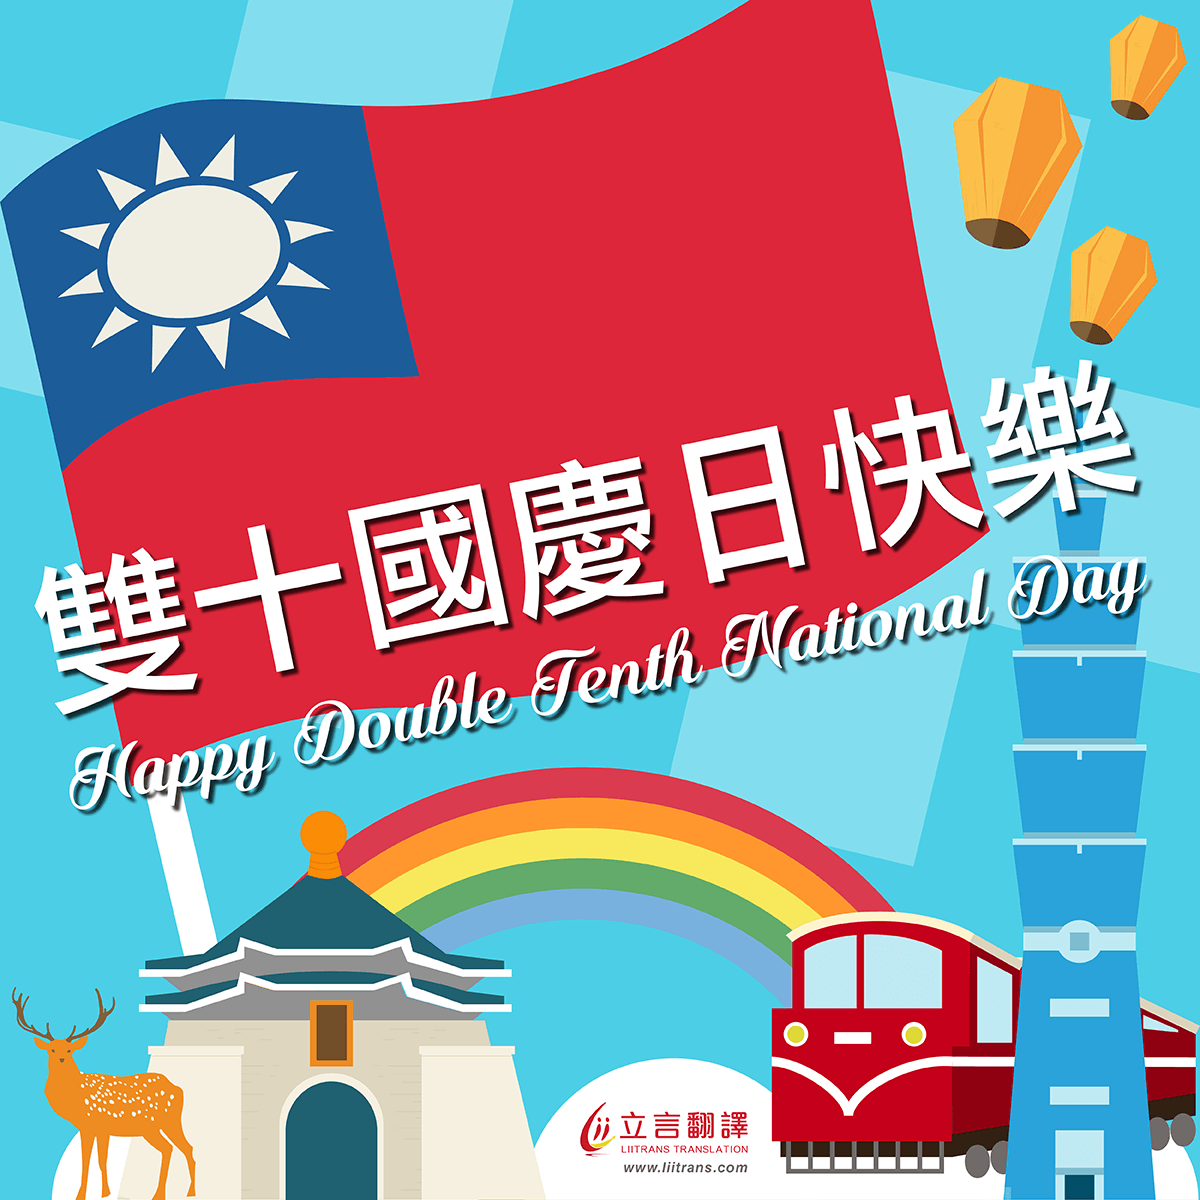 雙十國慶日快樂
Happy Double Tenth National Day
立言翻譯
LIITRANS TRANSLATION
www.liitrans.com